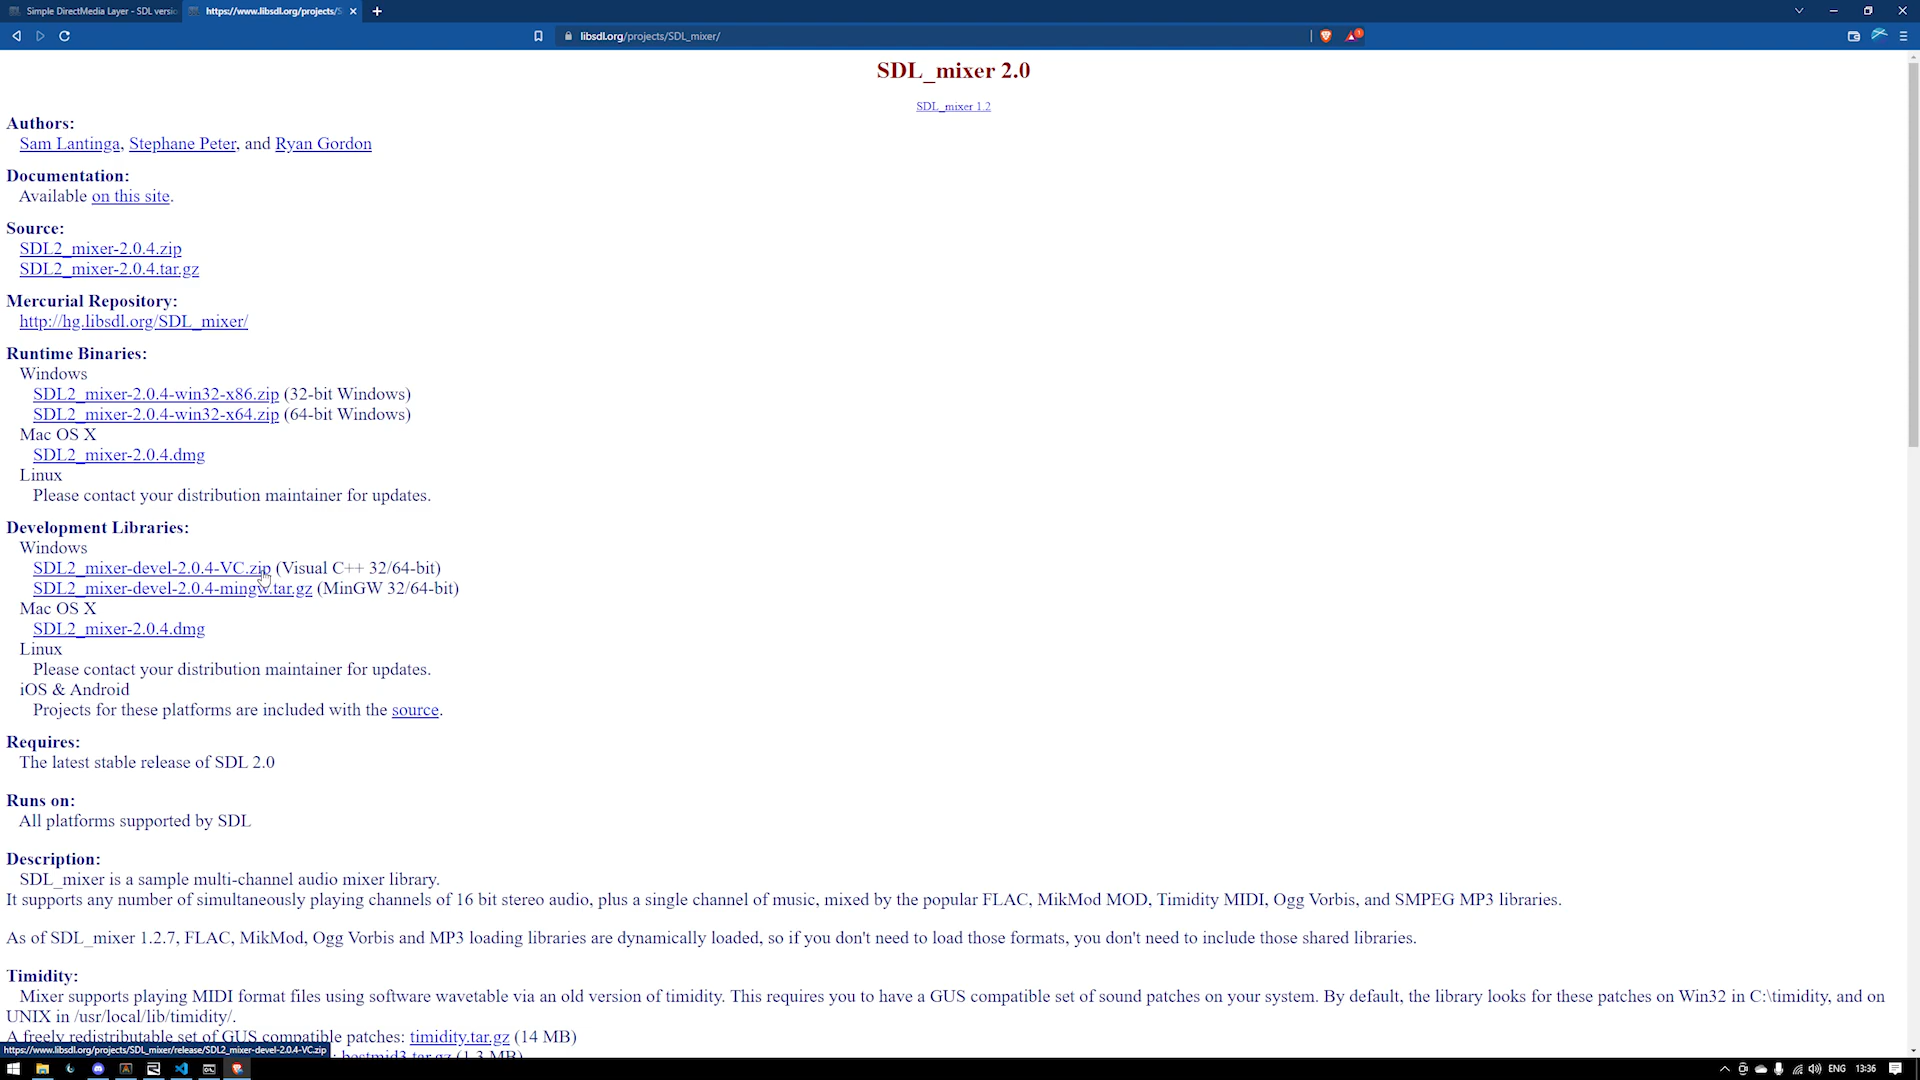 Simple DirectMedia Layer - SDL versio
https://www.libsdl.org/projects/S
libsdl.org/projects/SDL_mixer/
SDL_mixer 2.0
SDL_mixer 1.2
Authors:
Sam Lantinga, Stephane Peter, and Ryan Gordon
Documentation:
Available on this site.
Source:
SDL2_mixer-2.0.4.zip
SDL2_mixer-2.0.4.tar.gz
Mercurial Repository:
http://hg.libsdl.org/SDL_mixer/
Runtime Binaries:
Windows
SDL2_mixer-2.0.4-win32-x86.zip (32-bit Windows)
SDL2_mixer-2.0.4-win32-x64.zip (64-bit Windows)
Mac OS X
SDL2_mixer-2.0.4.dmg
Linux
Please contact your distribution maintainer for updates.
Development Libraries:
Windows
SDL2_mixer-devel-2.0.4-VC.zip (Visual C++ 32/64-bit)
SDL2_mixer-devel-2.0.4-mingw.tar.gz (MinGW 32/64-bit)
Mac OS X
SDL2_mixer-2.0.4.dmg
Linux
Please contact your distribution maintainer for updates.
iOS & Android
Projects for these platforms are included with the source.
Requires:
The latest stable release of SDL 2.0
Runs on:
All platforms supported by SDL
Description:
SDL_mixer is a sample multi-channel audio mixer library.
It supports any number of simultaneously playing channels of 16 bit stereo audio, plus a single channel of music, mixed by the popular FLAC, MikMod MOD, Timidity MIDI, Ogg Vorbis, and SMPEG MP3 libraries.
As of SDL_mixer 1.2.7, FLAC, MikMod, Ogg Vorbis and MP3 loading libraries are dynamically loaded, so if you don't need to load those formats, you don't need to include those shared libraries.
Timidity:
Mixer supports playing MIDI format files using software wavetable via an old version of timidity. This requires you to have a GUS compatible set of sound patches on your system. By default, the library looks for these patches on Win32 in C:\timidity, and on
UNIX in /usr/local/lib/timidity/.
A freely redistributable set of GUS compatible patches: timidity.tar.gz (14 MB)
: bestmid3.tar.gz (1.3 MB)
https://www.libsdl.org/projects/SDL_mixer/release/SDL2_mixer-devel-2.0.4-VC.zip
ENG 13:36